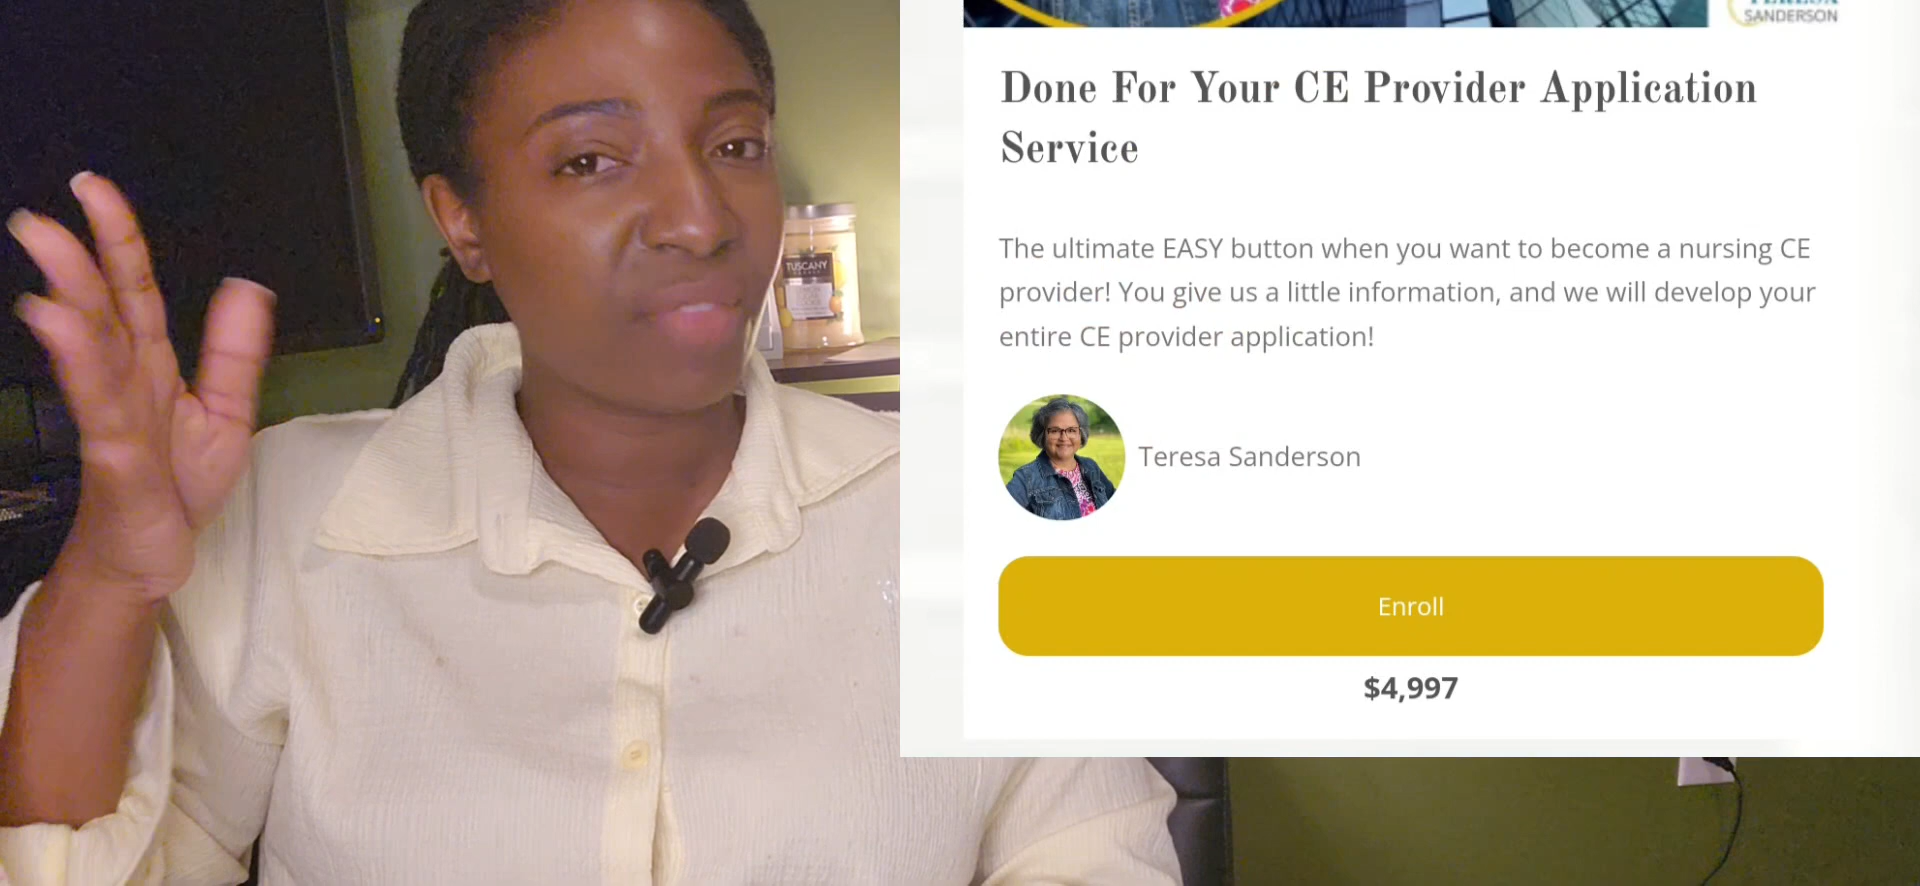 SANDERSON
Done For Your CE Provider Application
Service
The ultimate EASY button when you want to become a nursing CE
provider! You give us a little information, and we will develop your
entire CE provider application!
Teresa Sanderson
Enroll
$4,997
TUSCANY